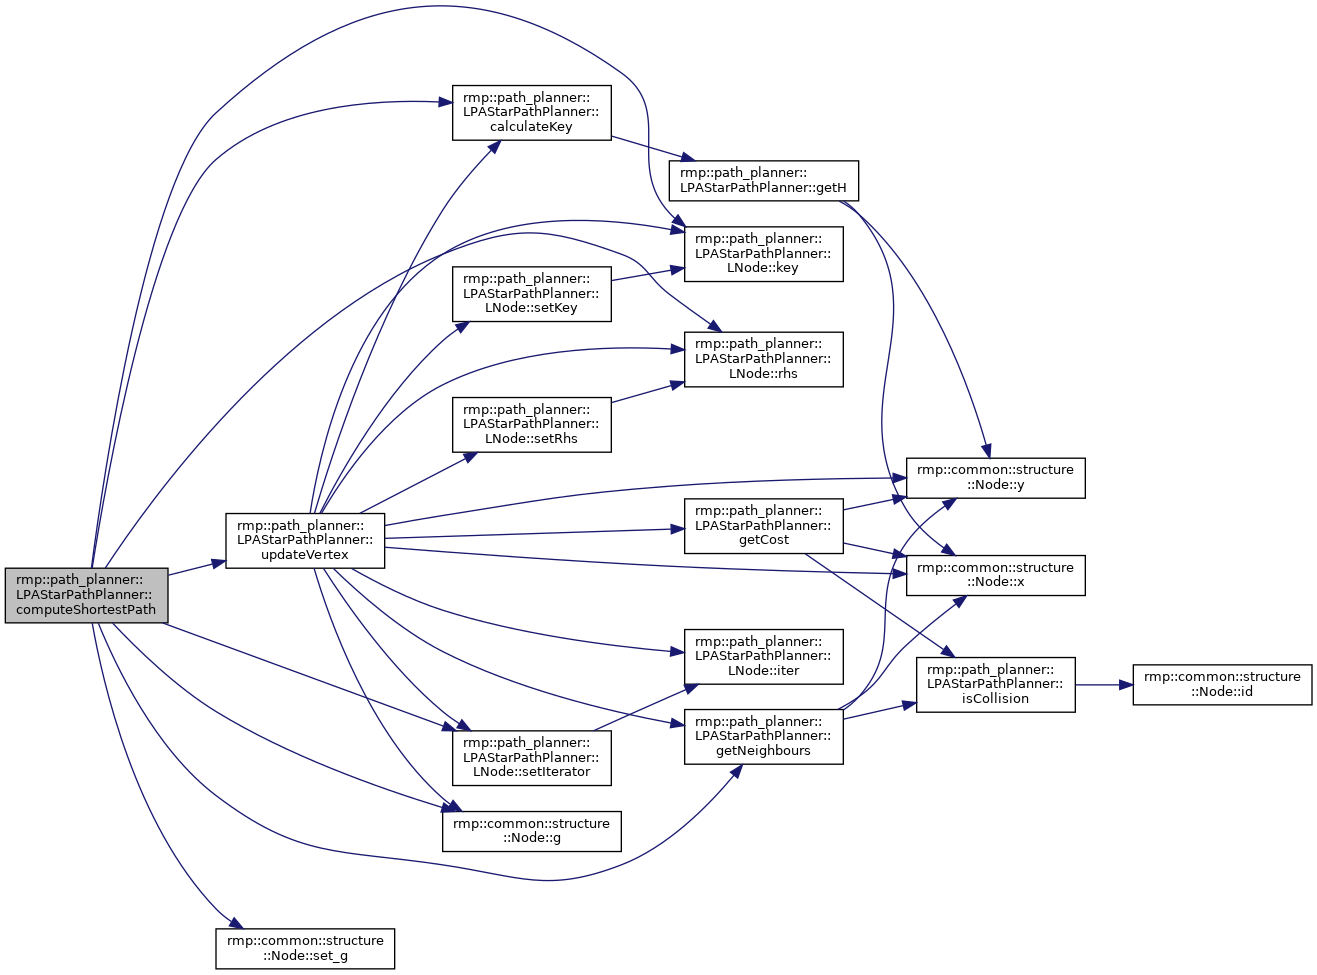 rmp::path_planner::
LPAStarPathPlanner::
computeShortestPath
rmp::path_planner::
LPAStarPathPlanner::
updateVertex
rmp::path_planner::
LPAStarPathPlanner::
calculateKey
rmp::path_planner::
LPAStarPathPlanner::getH
rmp::path_planner::
LPAStarPathPlanner::
LNode::key
rmp::path_planner::
LPAStarPathPlanner::
LNode::setKey
rmp::path_planner::
LPAStarPathPlanner::
LNode::rhs
rmp::path_planner::
LPAStarPathPlanner::
LNode::setRhs
rmp::common::structure
::Node::y
rmp::path_planner::
LPAStarPathPlanner::
getCost
rmp::common::structure
::Node::x
rmp::path_planner::
LPAStarPathPlanner::
LNode::iter
rmp::path_planner::
LPAStarPathPlanner::
isCollision
rmp::common::structure
::Node::id
rmp::path_planner::
LPAStarPathPlanner::
getNeighbours
rmp::path_planner::
LPAStarPathPlanner::
LNode::setIterator
rmp::common::structure
::Node::g
rmp::common::structure
::Node::set_g